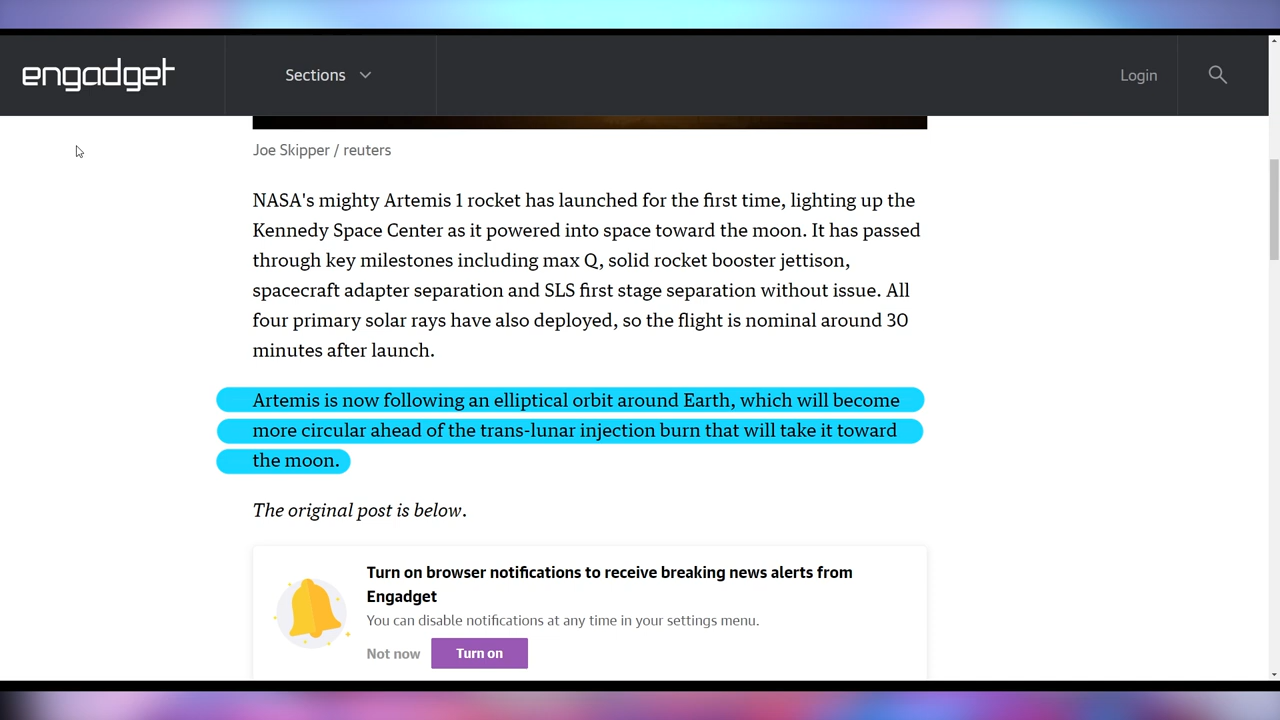 engadget
Sections
Login
Joe Skipper / reuters
NASA's mighty Artemis 1 rocket has launched for the first time, lighting up the
Kennedy Space Center as it powered into space toward the moon. It has passed
through key milestones including max Q, solid rocket booster jettison,
spacecraft adapter separation and SLS first stage separation without issue. All
four primary solar rays have also deployed, so the flight is nominal around 30
minutes after launch.
Artemis is now following an elliptical orbit around Earth, which will become
more circular ahead of the trans-lunar injection burn that will take it toward
the moon.
The original post is below.
Turn on browser notifications to receive breaking news alerts from
Engadget
You can disable notifications at any time in your settings menu.
Not now
Turn on